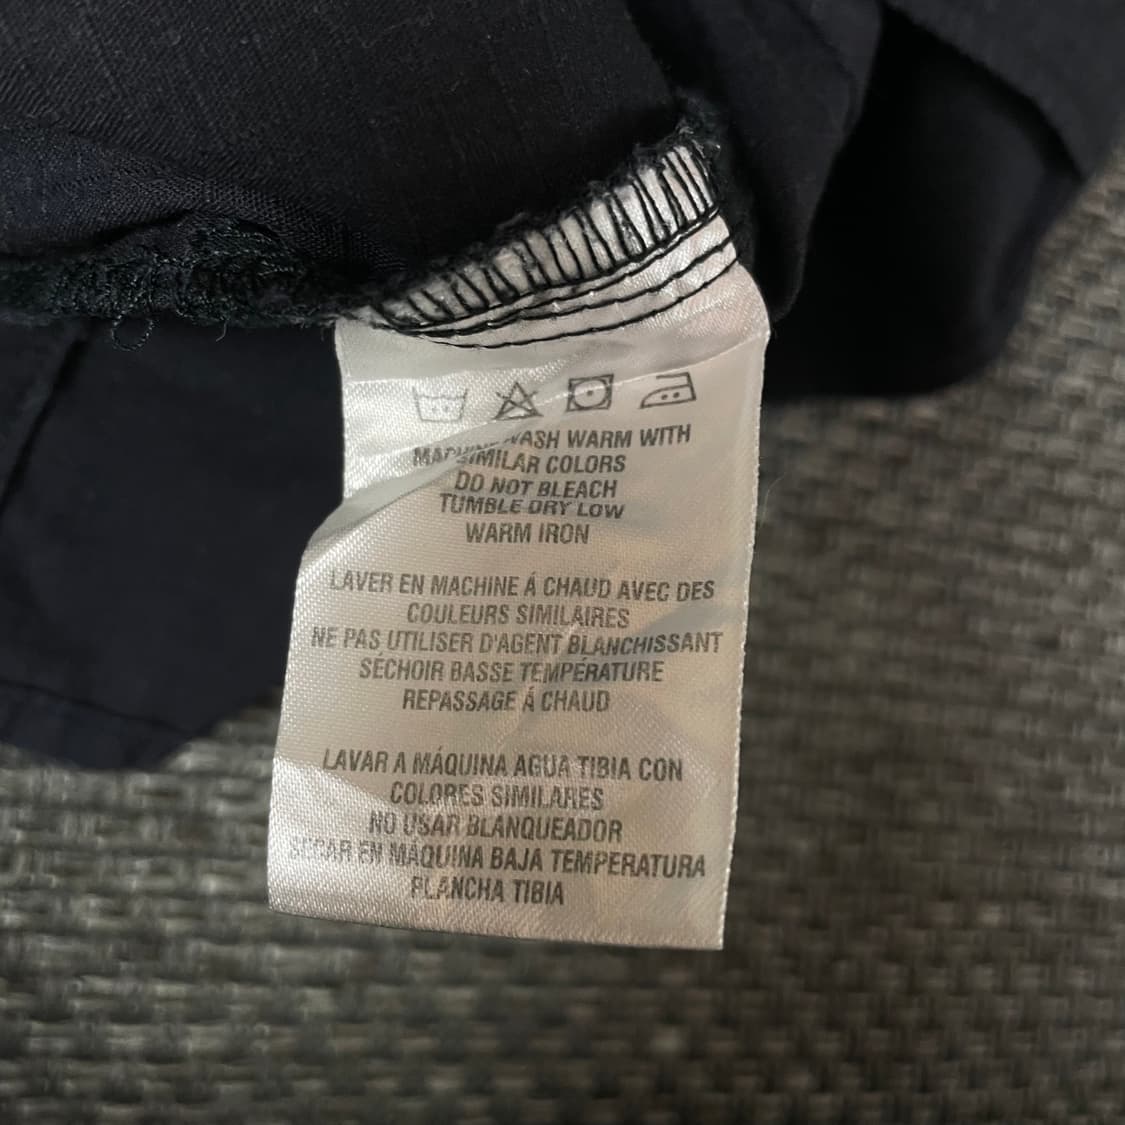 MACHINE WASH WARM WITH
SIMILAR COLORS
DO NOT BLEACH
TUMBLE DRY LOW
WARM IRON
LAVER EN MACHINE Á CHAUD AVEC DES
COULEURS SIMILAIRES
NE PAS UTILISER D'AGENT BLANCHISSANT
SÉCHOIR BASSE TEMPÉRATURE
REPASSAGE Á CHAUD
LAVAR A MÁQUINA AGUA TIBIA CON
COLORES SIMILARES
NO USAR BLANQUEADOR
SECAR EN MÁQUINA BAJA TEMPERATURA
PLANCHA TIBIA